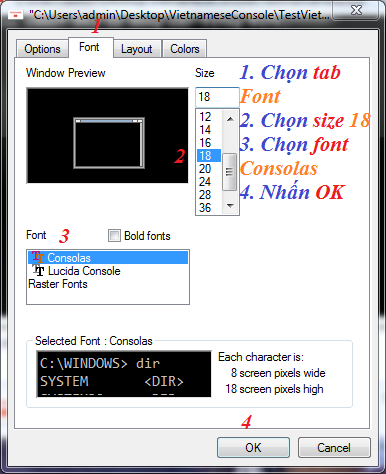 "C:\Users\admin\Desktop\VietnameseConsole\TestViet...
1
Options Font Layout Colors
Window Preview
Size
18
12
14
16
18
20
24
28
36
2
1. Chọn tab
Font
2. Chọn size 18
3. Chọn font
Consolas
4. Nhấn OK
Font 3
Bold fonts
Consolas
Lucida Console
Raster Fonts
Selected Font : Consolas
C:\WINDOWS> dir
SYSTEM <DIR>
Each character is:
8 screen pixels wide
18 screen pixels high
4
OK Cancel